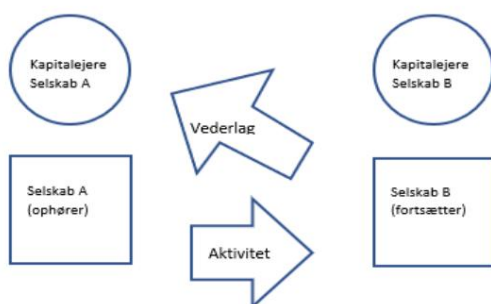 Kapitalejere
Selskab A
Kapitalejere
Selskab B
Vederlag
Selskab A
(ophører)
Selskab B
(fortsætter)
Aktivitet